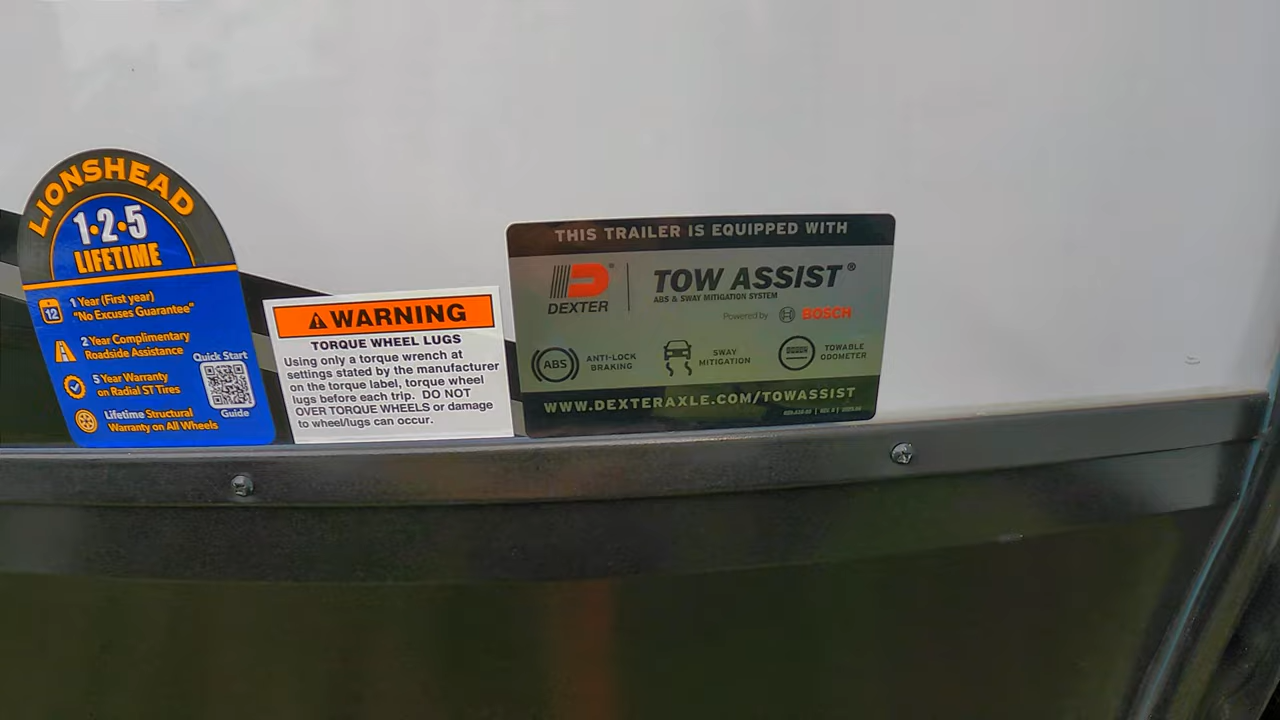 LIONSHEAD
1·2·5
LIFETIME
12
1 Year (First year)
"No Excuses Guarantee"
2 Year Complimentary
Roadside Assistance
5 Year Warranty
on Radial ST Tires
Lifetime Structural
Warranty on All Wheels
Quick Start
Guide
WARNING
TORQUE WHEEL LUGS
Using only a torque wrench at
settings stated by the manufacturer
on the torque label, torque wheel
lugs before each trip. DO NOT
OVER TORQUE WHEELS or damage
to wheel/lugs can occur.
THIS TRAILER IS EQUIPPED WITH
DEXTER
TOW ASSIST®
ABS & SWAY MITIGATION SYSTEM
Powered by BOSCH
ABS
ANTI-LOCK
BRAKING
SWAY
MITIGATION
TOWABLE
ODOMETER
WWW.DEXTERAXLE.COM/TOWASSIST